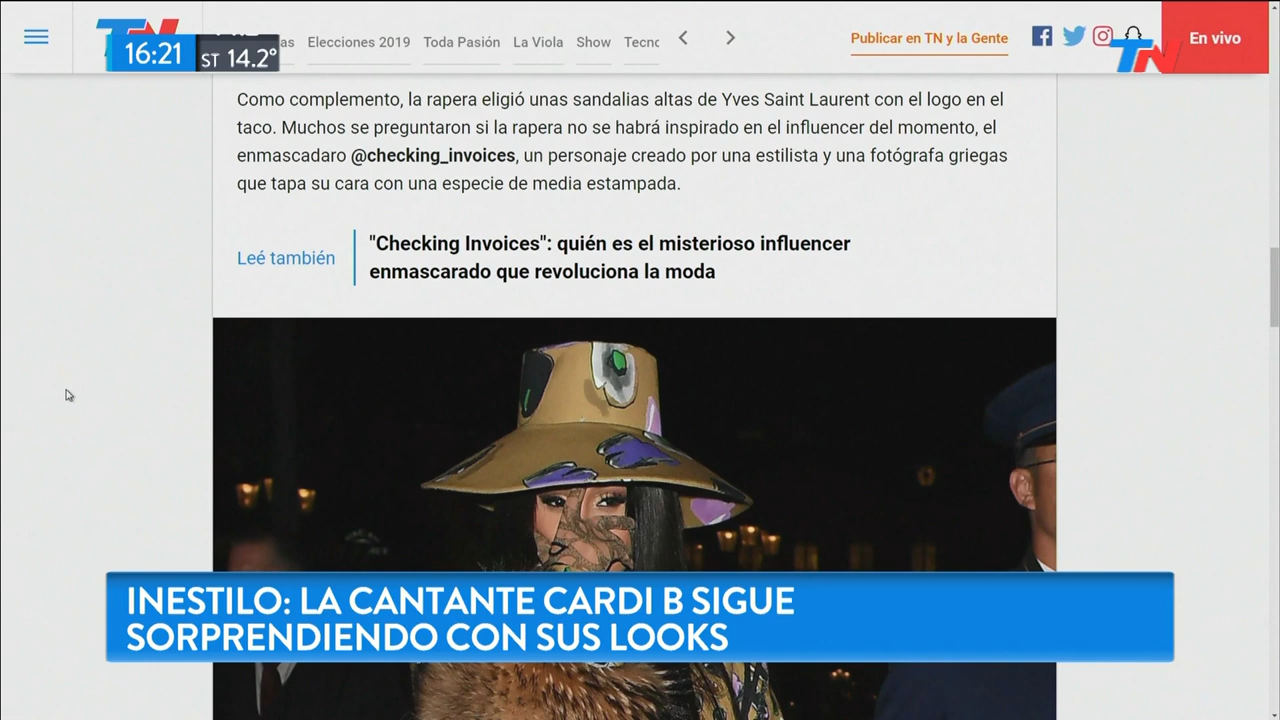 TN
16:21
ST 14.2°
as
Elecciones 2019
Toda Pasión
La Viola
Show
Tecno
Publicar en TN y la Gente
TN
En vivo
Como complemento, la rapera eligió unas sandalias altas de Yves Saint Laurent con el logo en el
taco. Muchos se preguntaron si la rapera no se habrá inspirado en el influencer del momento, el
enmascadaro @checking_invoices, un personaje creado por una estilista y una fotógrafa griegas
que tapa su cara con una especie de media estampada.
Leé también
"Checking Invoices": quién es el misterioso influencer
enmascarado que revoluciona la moda
INESTILO: LA CANTANTE CARDI B SIGUE
SORPRENDIENDO CON SUS LOOKS